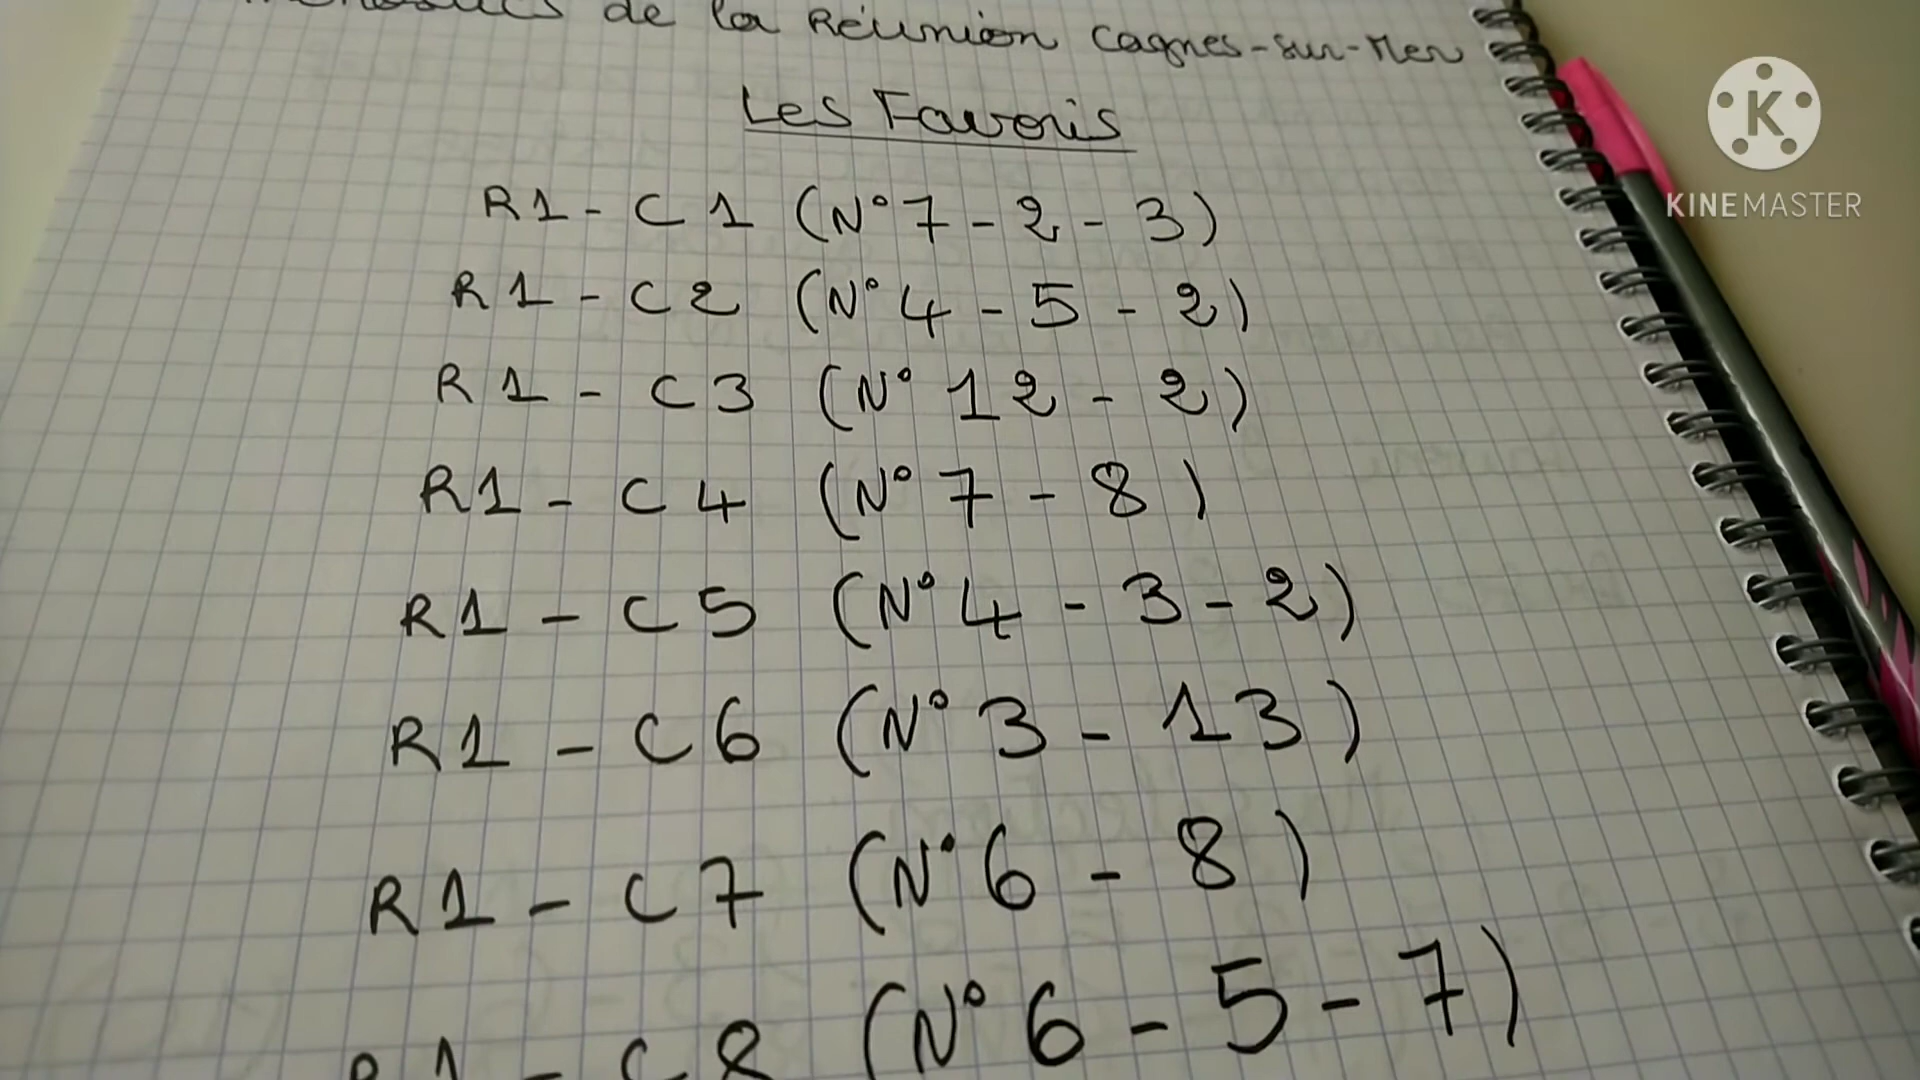 de la Réunion Cagnes-sur-Mer
Les Favoris
R1 - C1 (N° 7 - 2 - 3)
R1 - C2 (N° 4 - 5 - 2)
R1 - C3 (N° 12 - 2)
R1 - C4 (N° 7 - 8)
R1 - C5 (N° 4 - 3 - 2)
R1 - C6 (N° 3 - 13)
R1 - C7 (N° 6 - 8)
R1 - C8 (N° 6 - 5 - 7)
K
KINEMASTER